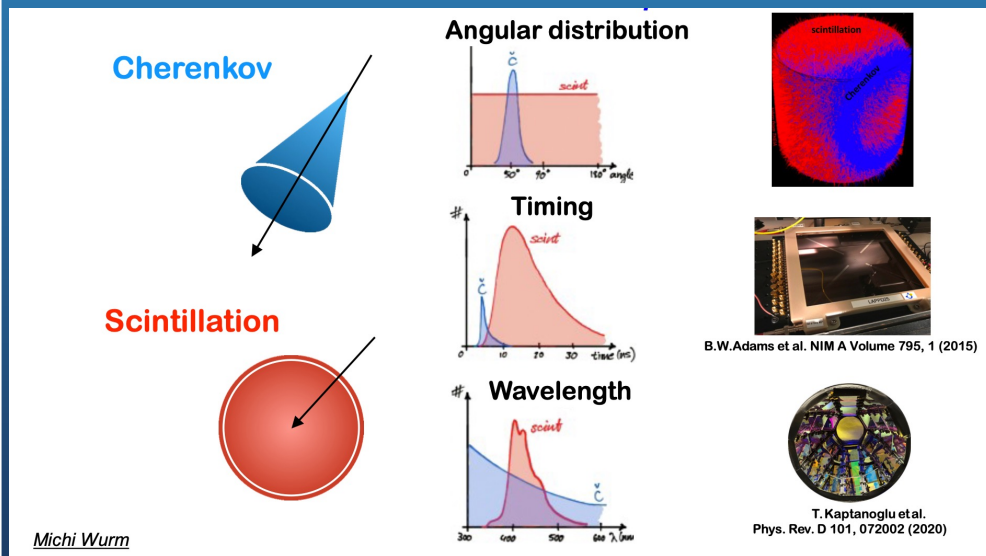 Cherenkov
Angular distribution
Č
scint
0
50°
90°
180°
angle
scintillation
Cherenkov
Timing
#
scint
Č
0
10
20
30
time (ns)
B.W.Adams et al. NIM A Volume 795, 1 (2015)
Scintillation
Wavelength
#
scint
Č
300
400
500
600
T. Kaptanoglu et al.
Phys. Rev. D 101, 072002 (2020)
Michi Wurm